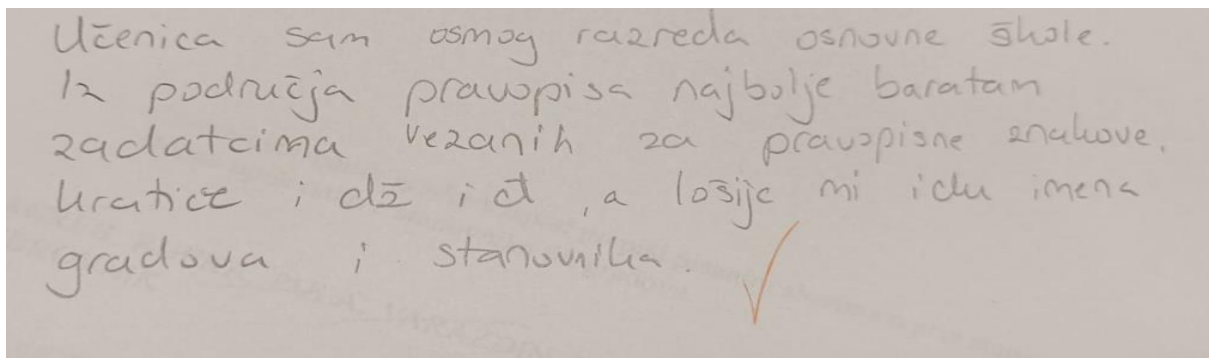 Učenica sam osmog razreda osnovne škole.
Iz područja pravopisa najbolje baratam
zadatcima vezanih za pravopisne znakove,
kratice i dž i đ, a lošije mi idu imena
gradova i stanovnika.